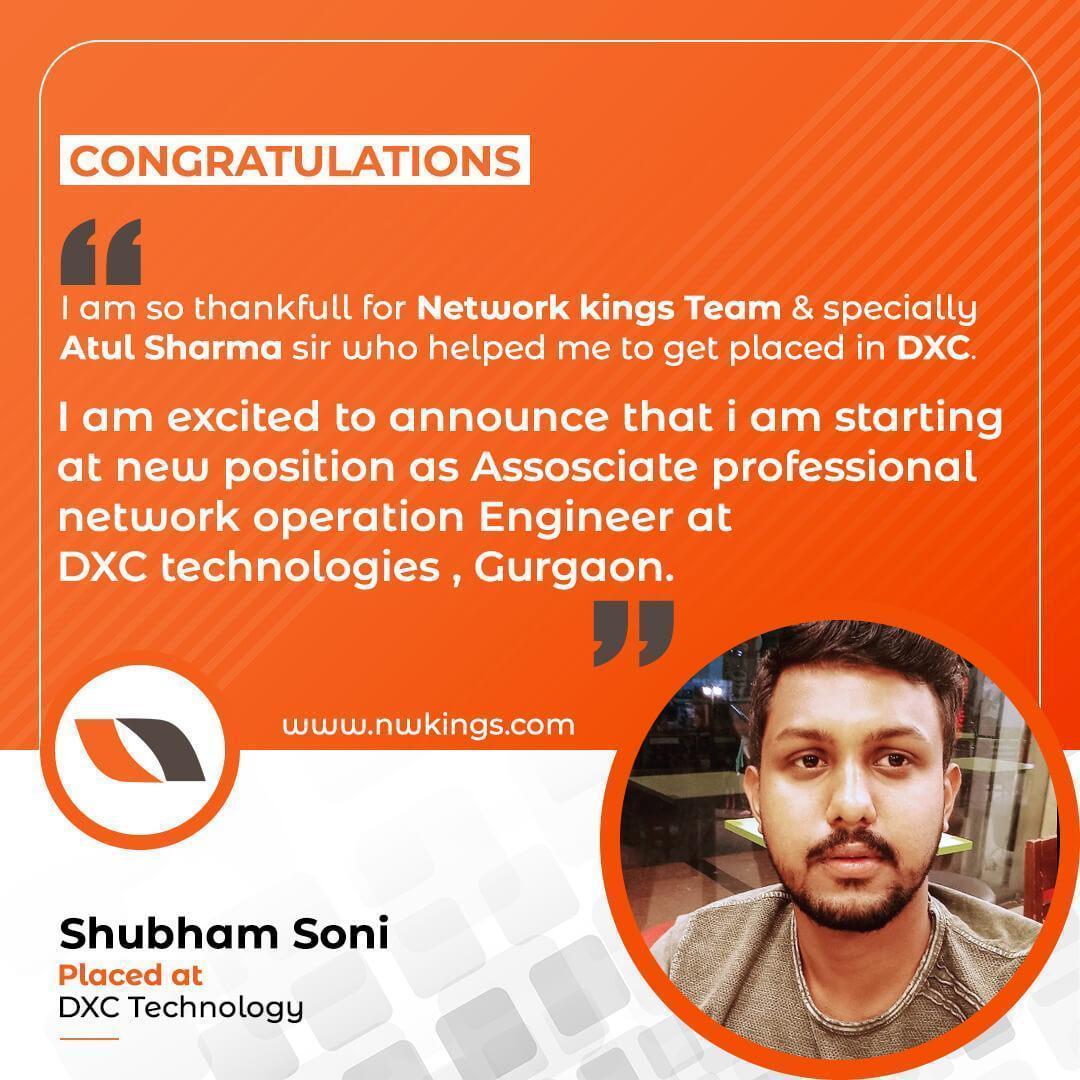 CONGRATULATIONS
“
I am so thankfull for Network kings Team & specially
Atul Sharma sir who helped me to get placed in DXC.
I am excited to announce that i am starting
at new position as Assosciate professional
network operation Engineer at
DXC technologies , Gurgaon.
”
www.nwkings.com
Shubham Soni
Placed at
DXC Technology